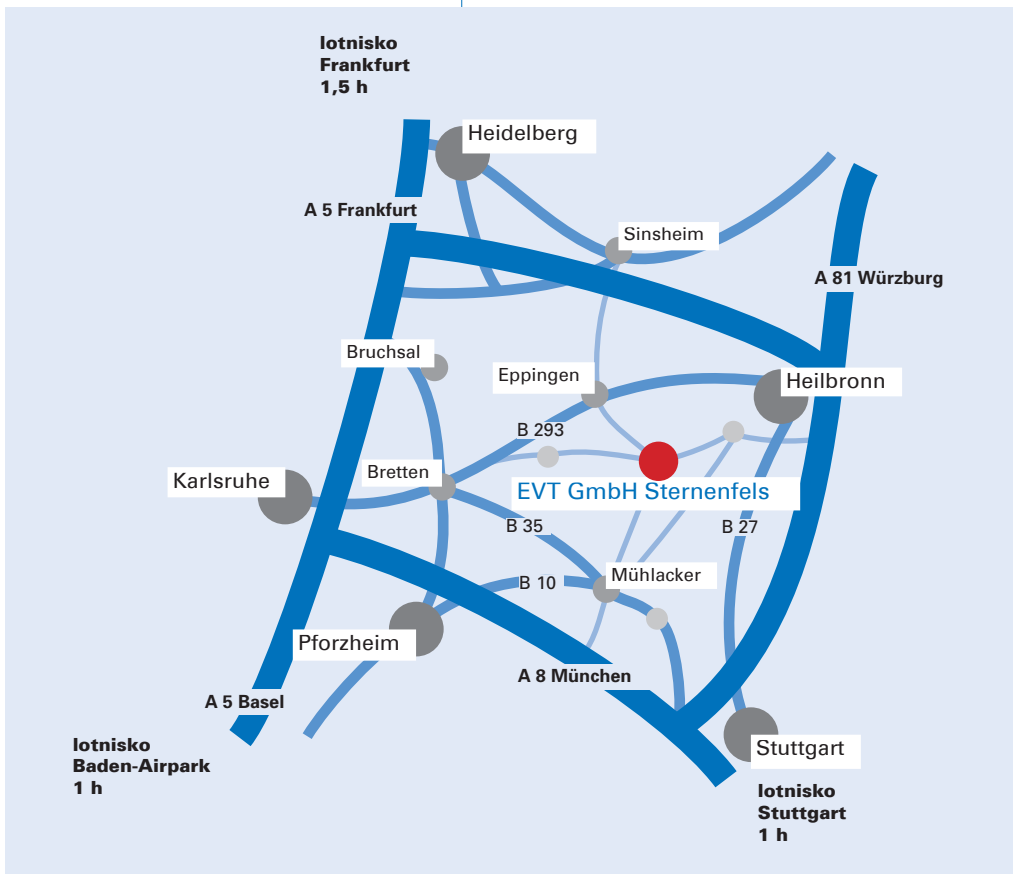 lotnisko
Frankfurt
1,5 h
Heidelberg
A 5 Frankfurt
Sinsheim
A 81 Würzburg
Bruchsal
Eppingen
Heilbronn
B 293
Karlsruhe
Bretten
EVT GmbH Sternenfels
B 35
B 27
Mühlacker
B 10
Pforzheim
A 8 München
A 5 Basel
lotnisko
Baden-Airpark
1 h
Stuttgart
lotnisko
Stuttgart
1 h